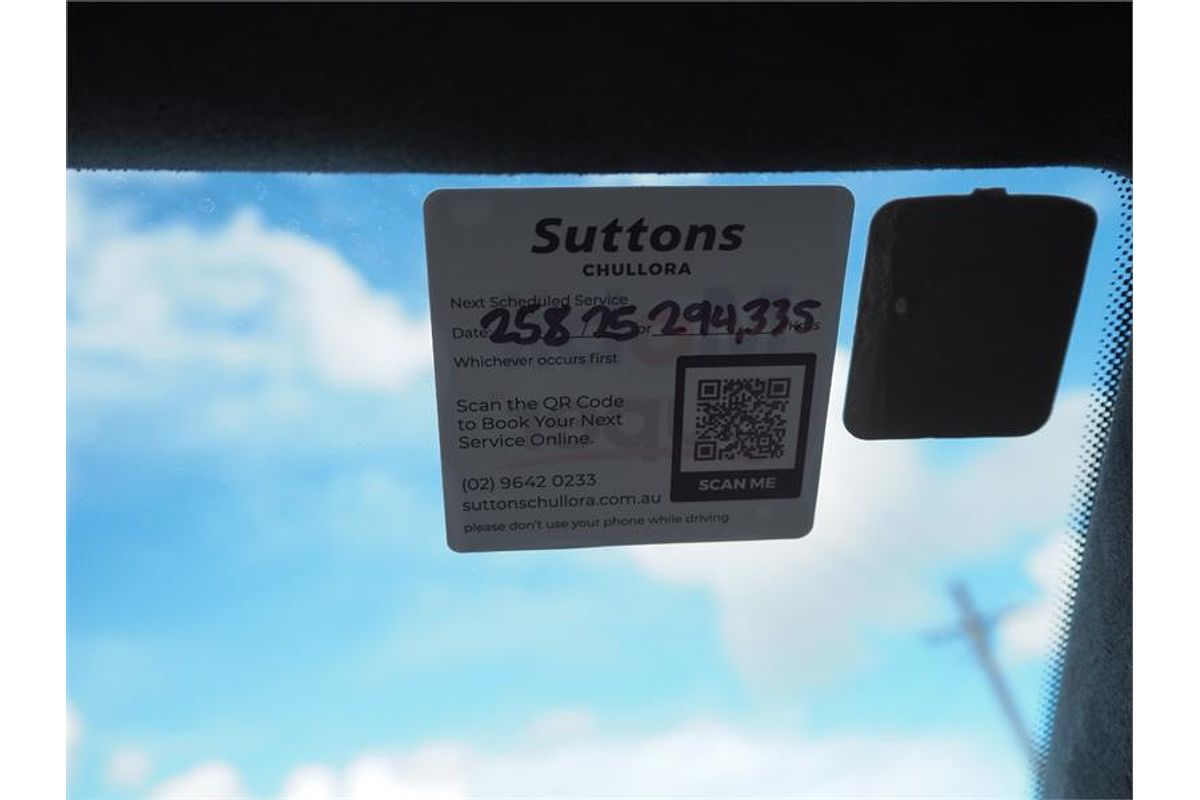 Suttons
CHULLORA
Next Scheduled Service
Date: 258/25 or 294,335 Kms
Whichever occurs first
Scan the QR Code
to Book Your Next
Service Online.
SCAN ME
(02) 9642 0233
suttonschullora.com.au
please don't use your phone while driving